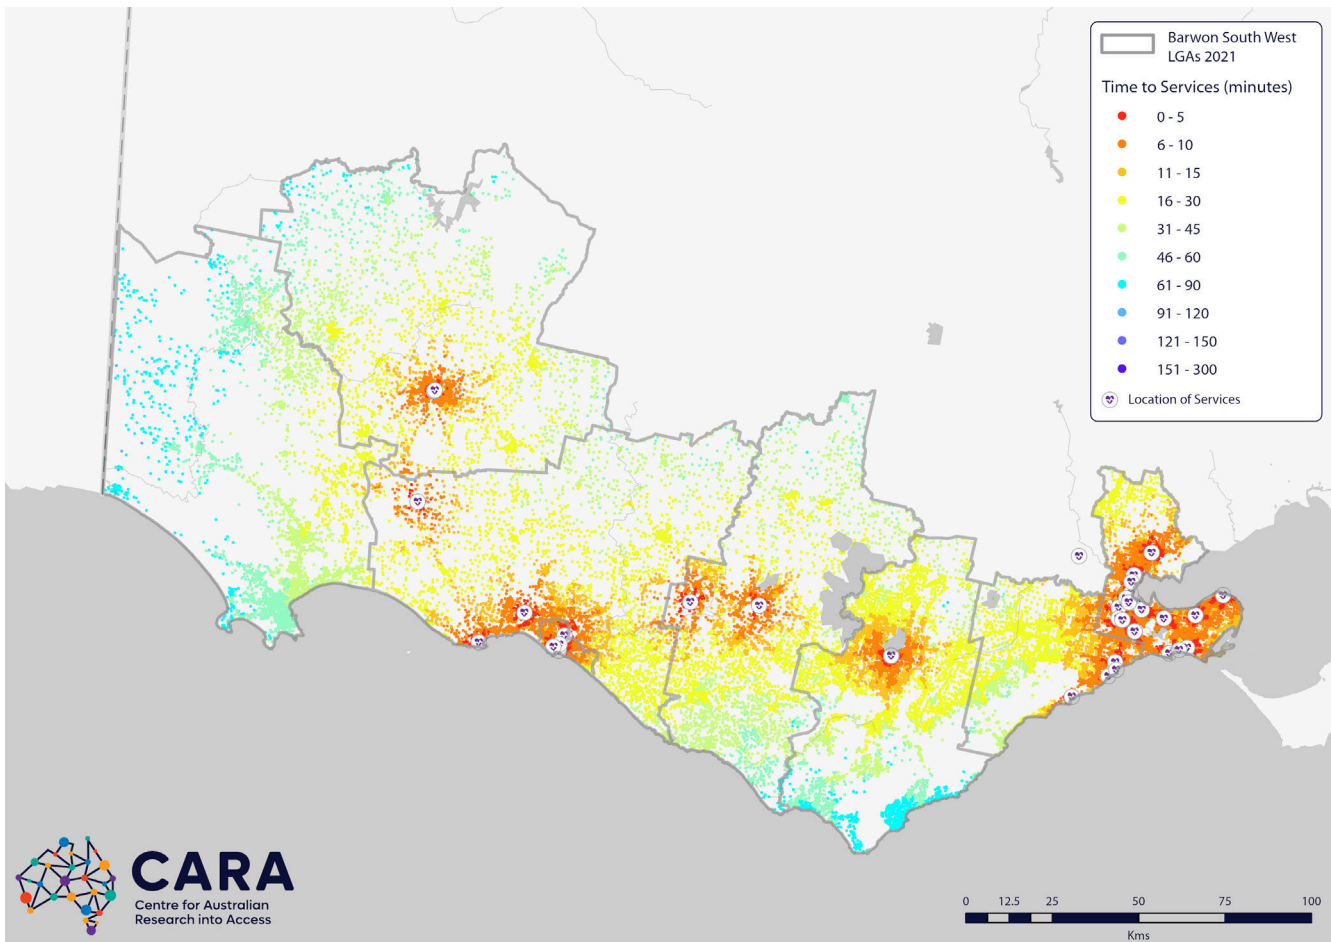 Barwon South West
LGAs 2021
Time to Services (minutes)
0 - 5
6 - 10
11 - 15
16 - 30
31 - 45
46 - 60
61 - 90
91 - 120
121 - 150
151 - 300
Location of Services
CARA
Centre for Australian
Research into Access
0 12.5 25 50 75 100
Kms